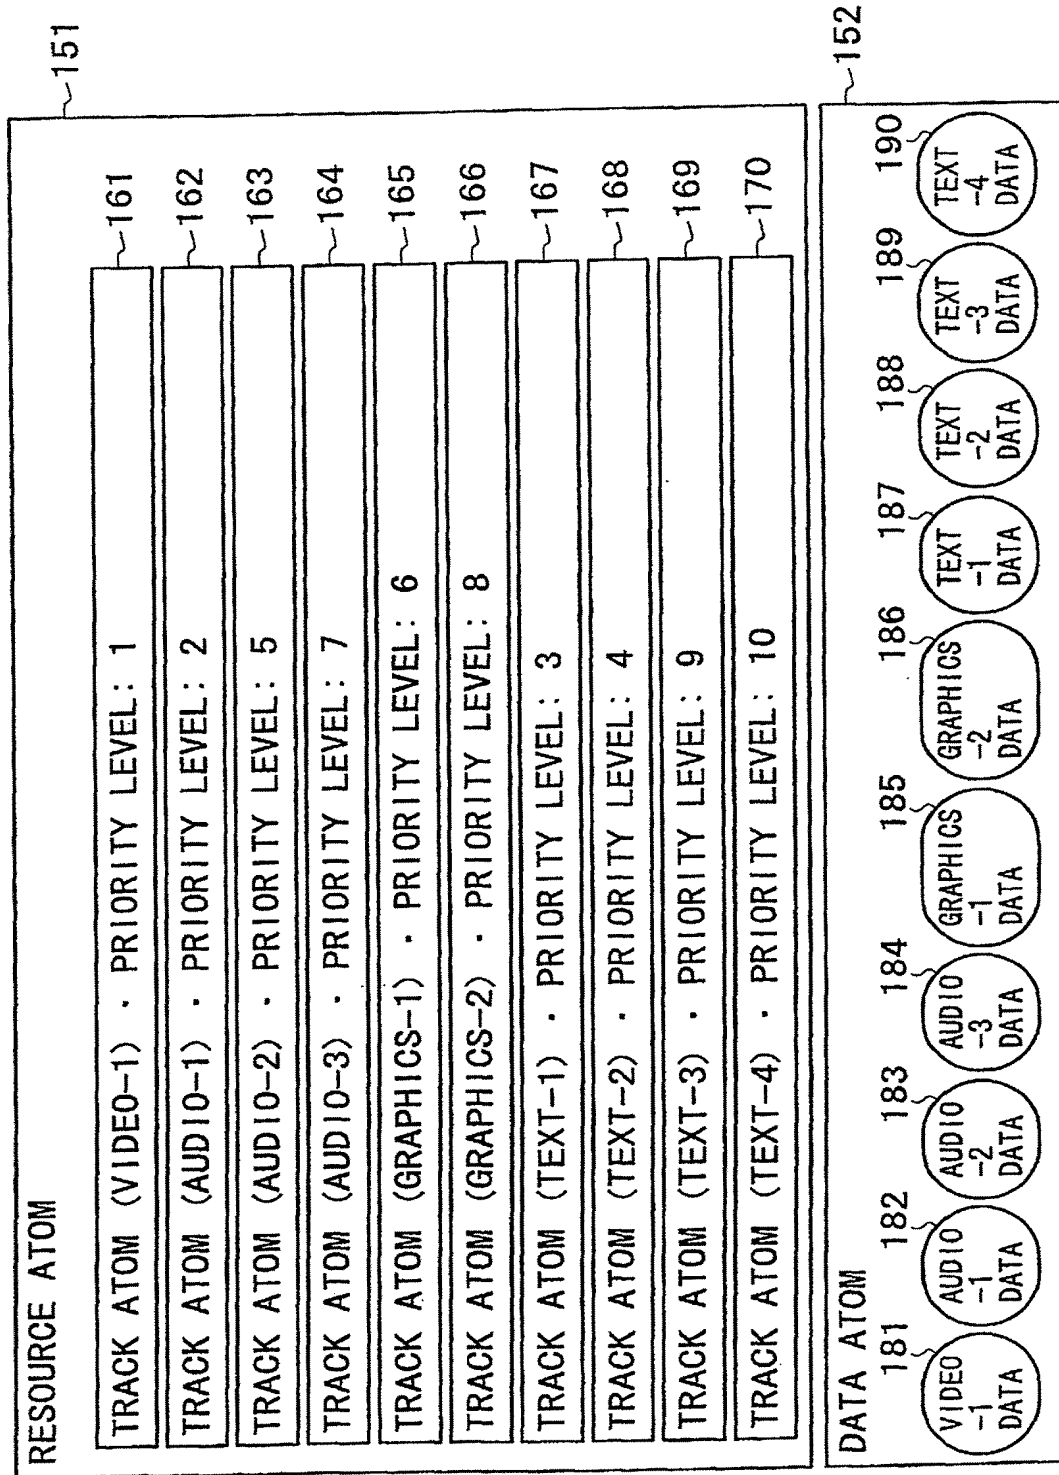 RESOURCE ATOM
151
TRACK ATOM (VIDEO-1) · PRIORITY LEVEL: 1
161
TRACK ATOM (AUDIO-1) · PRIORITY LEVEL: 2
162
TRACK ATOM (AUDIO-2) · PRIORITY LEVEL: 5
163
TRACK ATOM (AUDIO-3) · PRIORITY LEVEL: 7
164
TRACK ATOM (GRAPHICS-1) · PRIORITY LEVEL: 6
165
TRACK ATOM (GRAPHICS-2) · PRIORITY LEVEL: 8
166
TRACK ATOM (TEXT-1) · PRIORITY LEVEL: 3
167
TRACK ATOM (TEXT-2) · PRIORITY LEVEL: 4
168
TRACK ATOM (TEXT-3) · PRIORITY LEVEL: 9
169
TRACK ATOM (TEXT-4) · PRIORITY LEVEL: 10
170
DATA ATOM
152
181
VIDEO
-1
DATA
182
AUDIO
-1
DATA
183
AUDIO
-2
DATA
184
AUDIO
-3
DATA
185
GRAPHICS
-1
DATA
186
GRAPHICS
-2
DATA
187
TEXT
-1
DATA
188
TEXT
-2
DATA
189
TEXT
-3
DATA
190
TEXT
-4
DATA